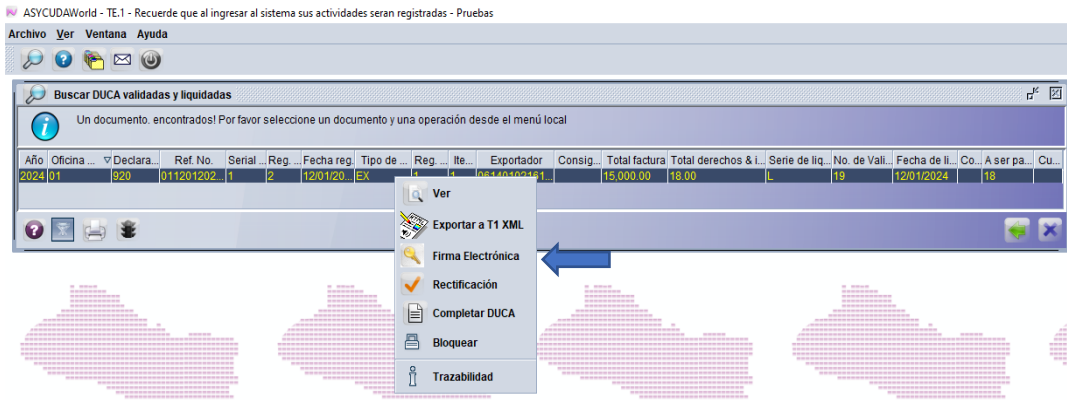 ASYCUDAWorld - TE.1 - Recuerde que al ingresar al sistema sus actividades seran registradas - Pruebas
Archivo Ver Ventana Ayuda
Buscar DUCA validadas y liquidadas
Un documento. encontrados! Por favor seleccione un documento y una operación desde el menú local
Año Oficina ... Declara... Ref. No. Serial ... Reg. ... Fecha reg. Tipo de ... Reg. ... Ite... Exportador Consig... Total factura Total derechos & i... Serie de liq... No. de Vali... Fecha de li... Co... A ser pa... Cu...
2024 01 920 011201202... 1 2 12/01/20... EX 1 1 06140102161... 15,000.00 18.00 L 19 12/01/2024 18
Ver
Exportar a T1 XML
Firma Electrónica
Rectificación
Completar DUCA
Bloquear
Trazabilidad